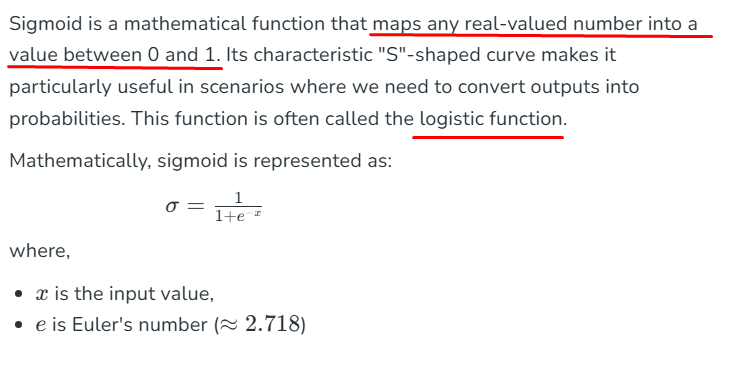 Sigmoid is a mathematical function that maps any real-valued number into a
value between 0 and 1. Its characteristic "S"-shaped curve makes it
particularly useful in scenarios where we need to convert outputs into
probabilities. This function is often called the logistic function.
Mathematically, sigmoid is represented as:
σ = 1/(1+e^-x)
where,
• x is the input value,
• e is Euler's number (≈ 2.718)